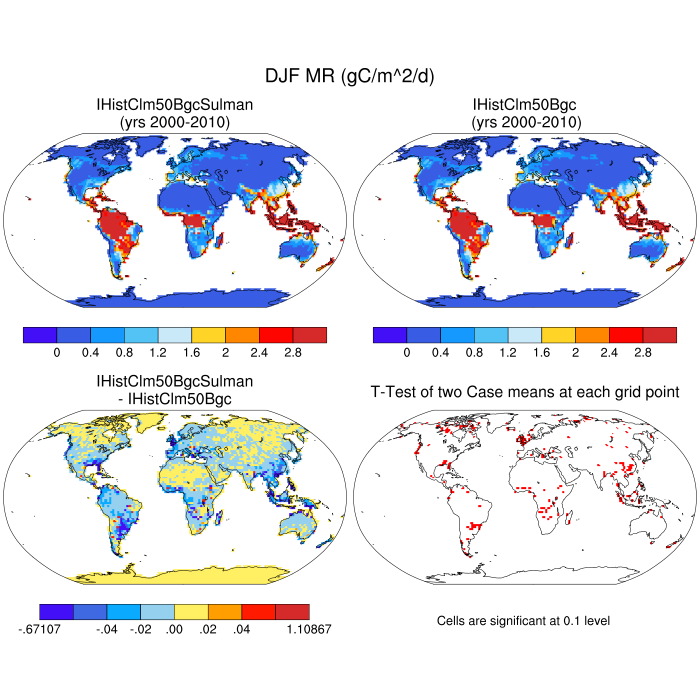 DJF MR (gC/m^2/d)
IHistClm50BgcSulman
(yrs 2000-2010)
IHistClm50Bgc
(yrs 2000-2010)
0 0.4 0.8 1.2 1.6 2 2.4 2.8
0 0.4 0.8 1.2 1.6 2 2.4 2.8
IHistClm50BgcSulman
- IHistClm50Bgc
T-Test of two Case means at each grid point
-.67107 -.04 -.02 .00 .02 .04 1.10867
Cells are significant at 0.1 level